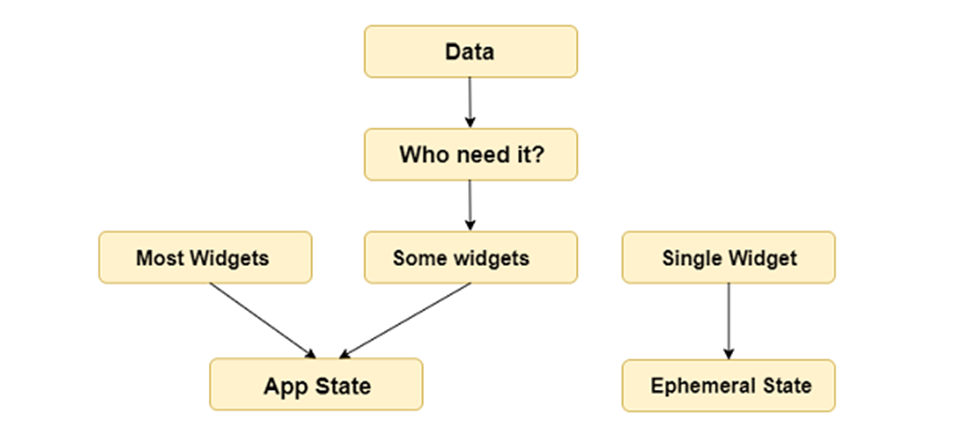 Data
Who need it?
Most Widgets
Some widgets
Single Widget
App State
Ephemeral State